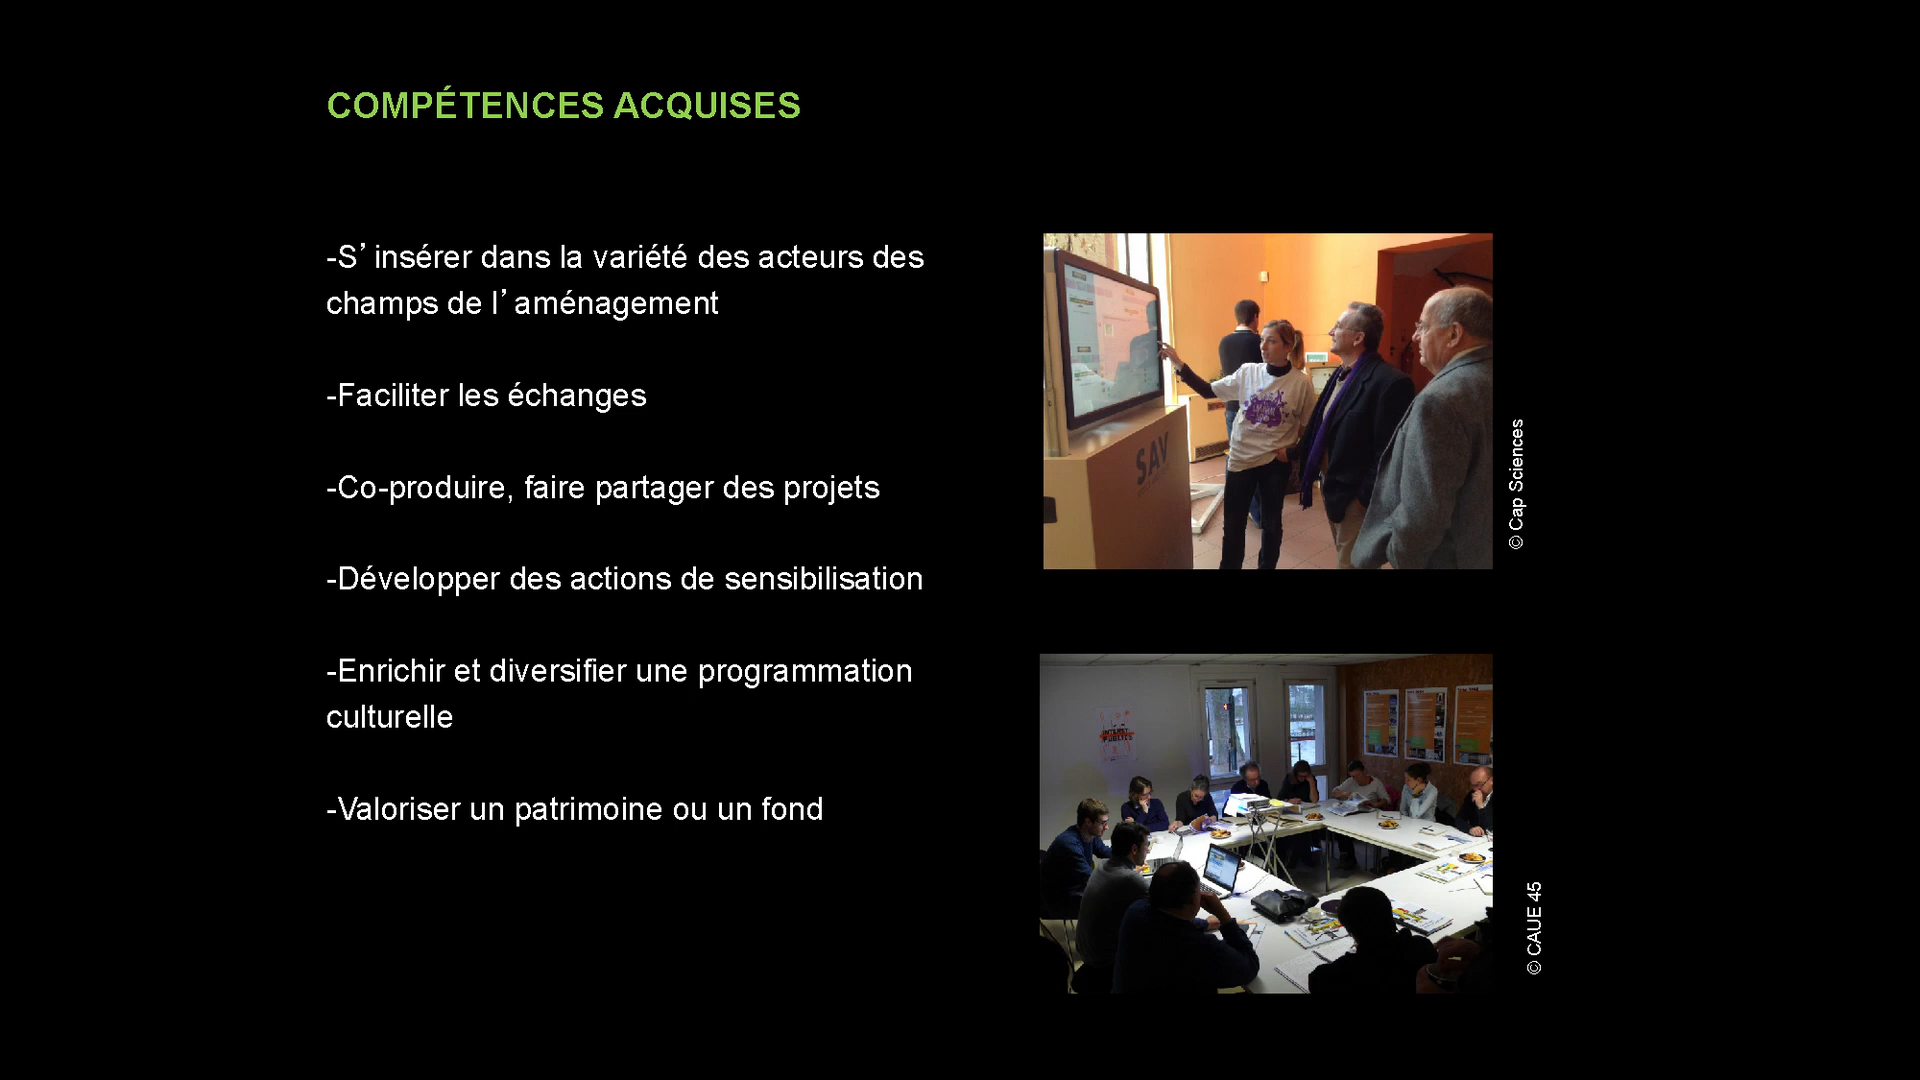 COMPÉTENCES ACQUISES
-S’ insérer dans la variété des acteurs des
champs de l’ aménagement
-Faciliter les échanges
-Co-produire, faire partager des projets
-Développer des actions de sensibilisation
-Enrichir et diversifier une programmation
culturelle
-Valoriser un patrimoine ou un fond
SAV
© Cap Sciences
© CAUE 45